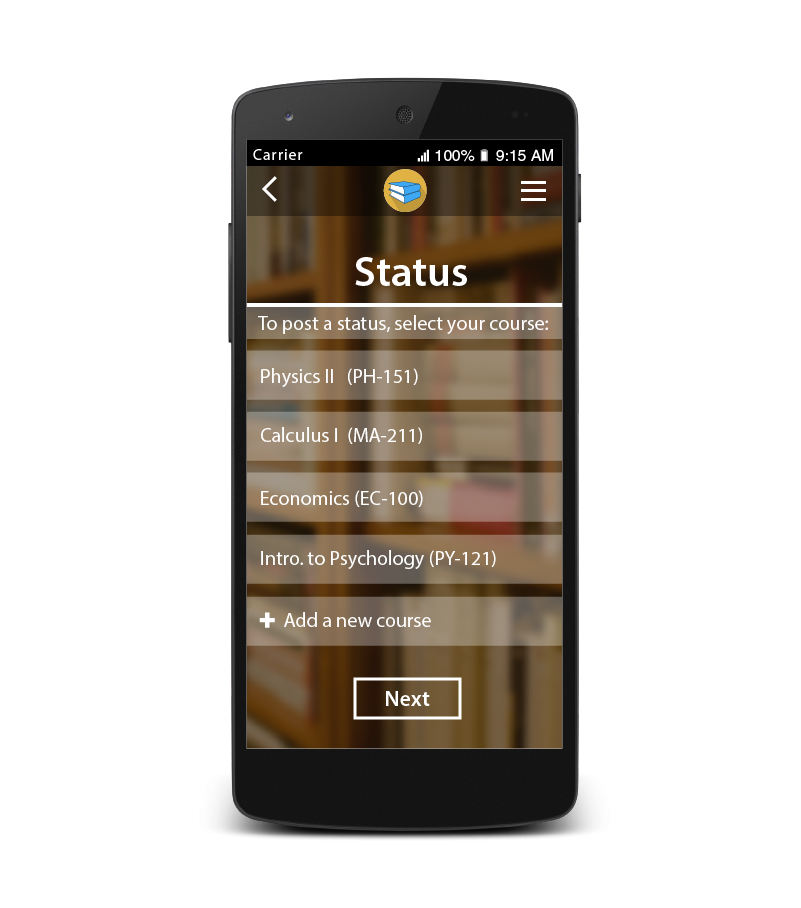 Carrier 100% 9:15 AM
Status
To post a status, select your course:
Physics II (PH-151)
Calculus I (MA-211)
Economics (EC-100)
Intro. to Psychology (PY-121)
Add a new course
Next